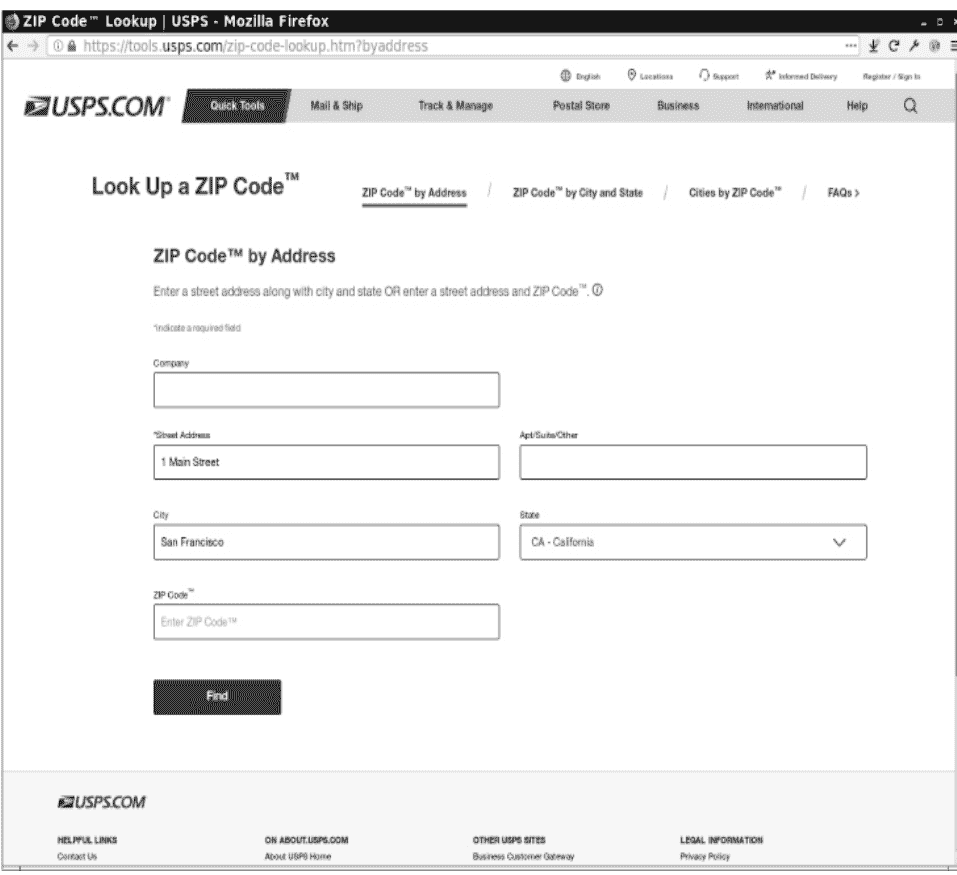 ZIP Code™ Lookup | USPS - Mozilla Firefox
https://tools.usps.com/zip-code-lookup.htm?byaddress
English Locations Support Informed Delivery Register / Sign In
USPS.COM Quick Tools Mail & Ship Track & Manage Postal Store Business International Help
Look Up a ZIP Code™
ZIP Code™ by Address / ZIP Code™ by City and State / Cities by ZIP Code™ / FAQs >
ZIP Code™ by Address
Enter a street address along with city and state OR enter a street address and ZIP Code™.
*indicate a required field
Company
*Street Address Apt/Suite/Other
1 Main Street
City State
San Francisco CA - California
ZIP Code™
Enter ZIP Code™
Find
USPS.COM
HELPFUL LINKS ON ABOUT.USPS.COM OTHER USPS SITES LEGAL INFORMATION
Contact Us About USPS Home Business Customer Gateway Privacy Policy